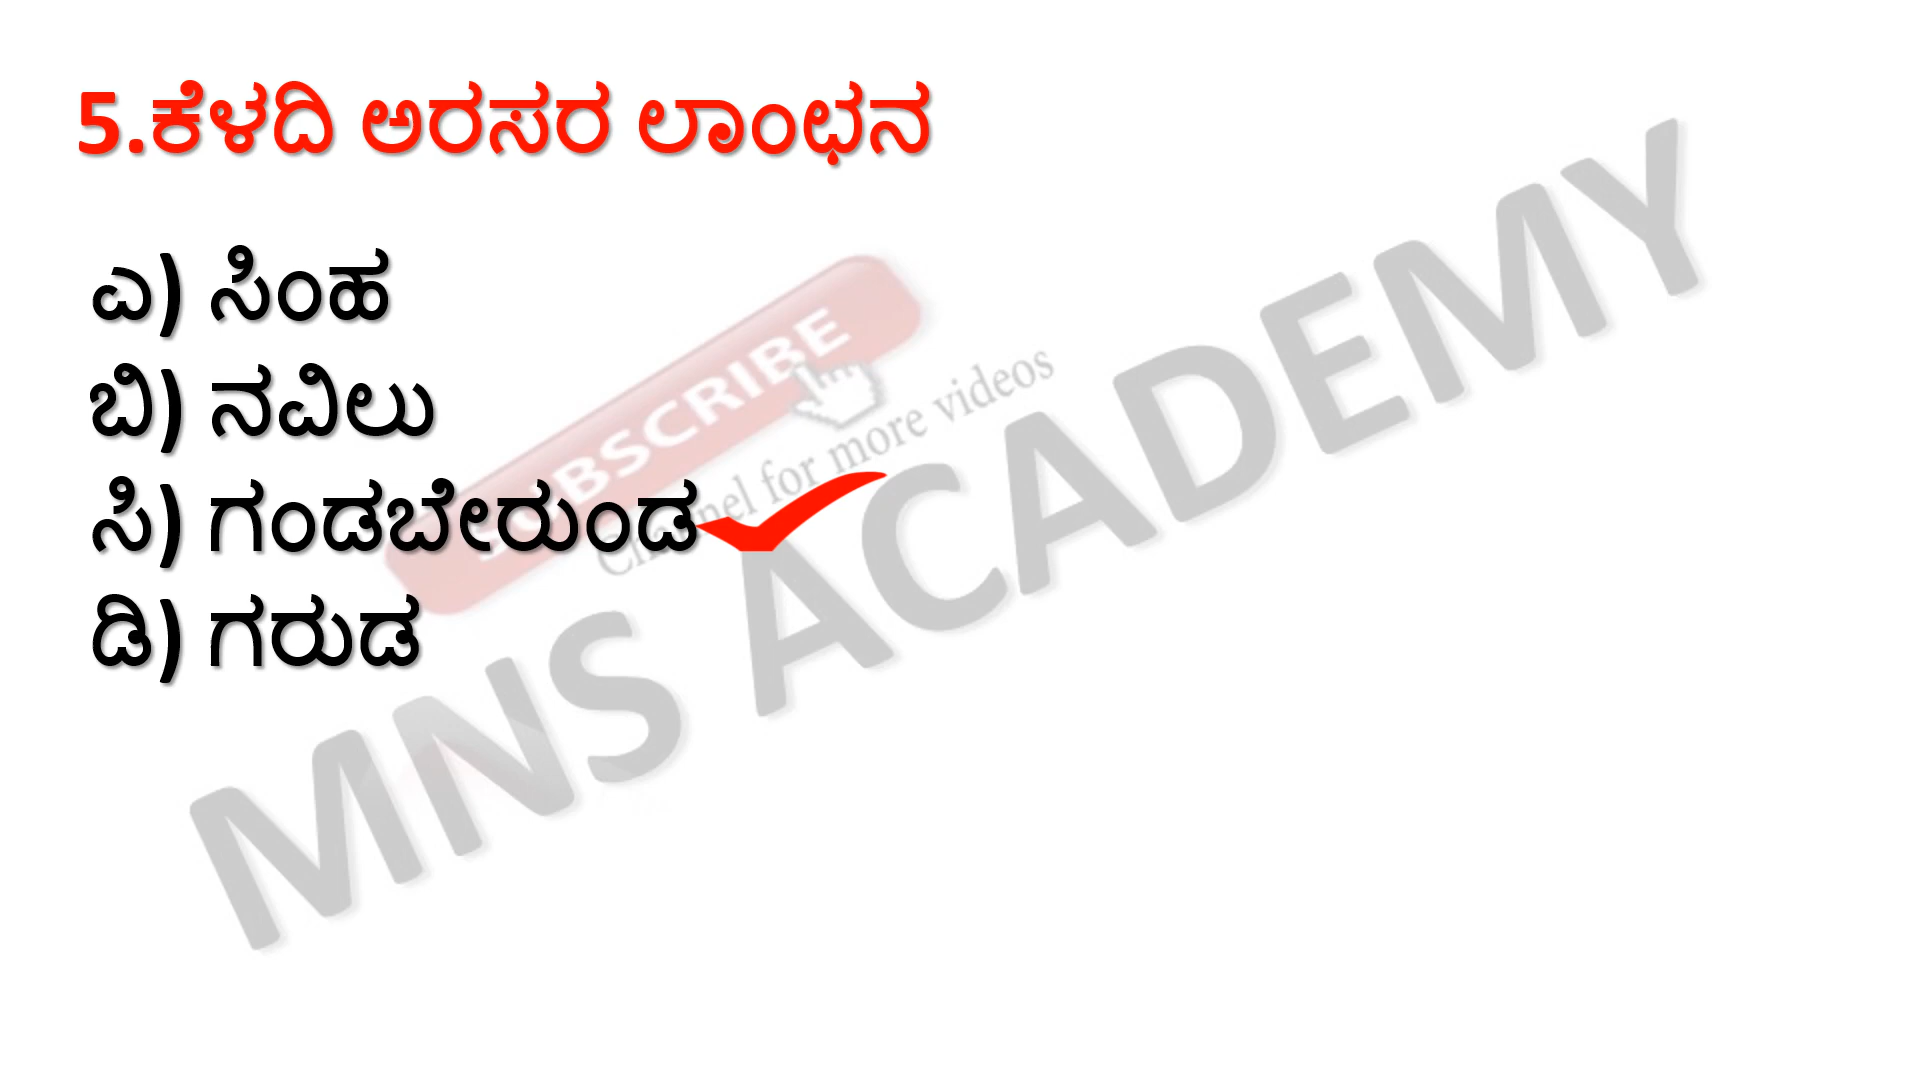 5.ಕೆಳದಿ ಅರಸರ ಲಾಂಛನ
ಎ) ಸಿಂಹ
ಬಿ) ನವಿಲು
ಸಿ) ಗಂಡಬೇರುಂಡ
ಡಿ) ಗರುಡ
SUBSCRIBE
Channel for more videos
MNS ACADEMY